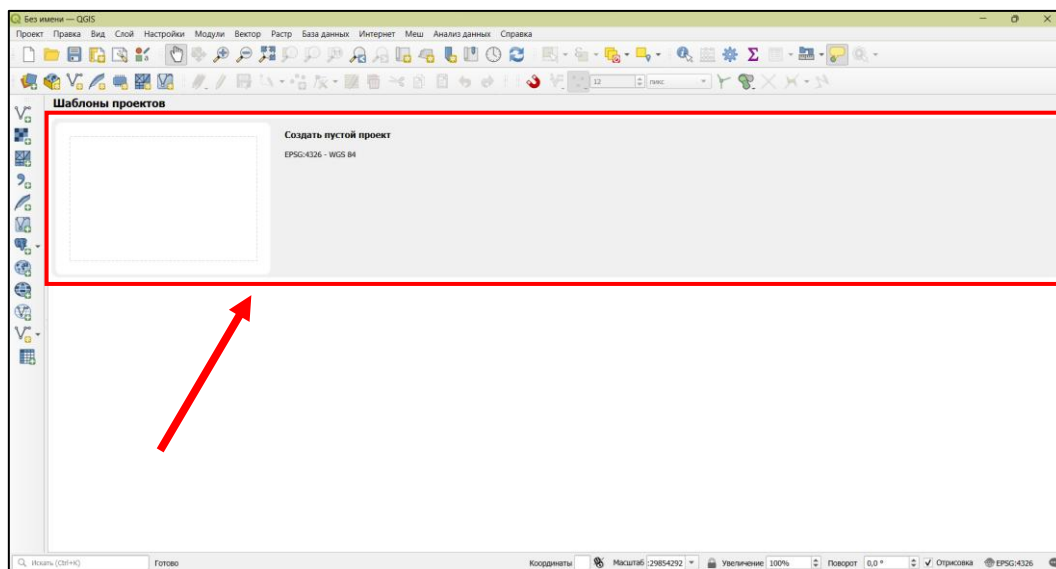 Без имени — QGIS
Проект Правка Вид Слой Настройки Модули Вектор Растр База данных Интернет Меш Анализ данных Справка
12 пикс
Шаблоны проектов
Создать пустой проект
EPSG:4326 - WGS 84
Искать (Ctrl+K) Готово Координаты Масштаб :29854292 Увеличение 100% Поворот 0,0 ° Отрисовка EPSG:4326